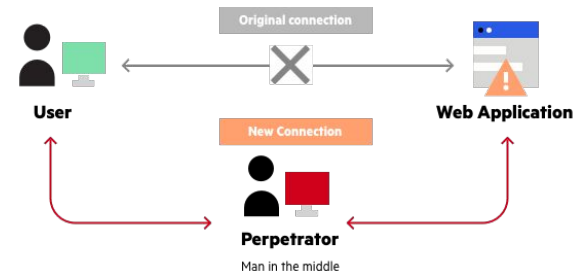 Original connection
User
Web Application
New Connection
Perpetrator
Man in the middle